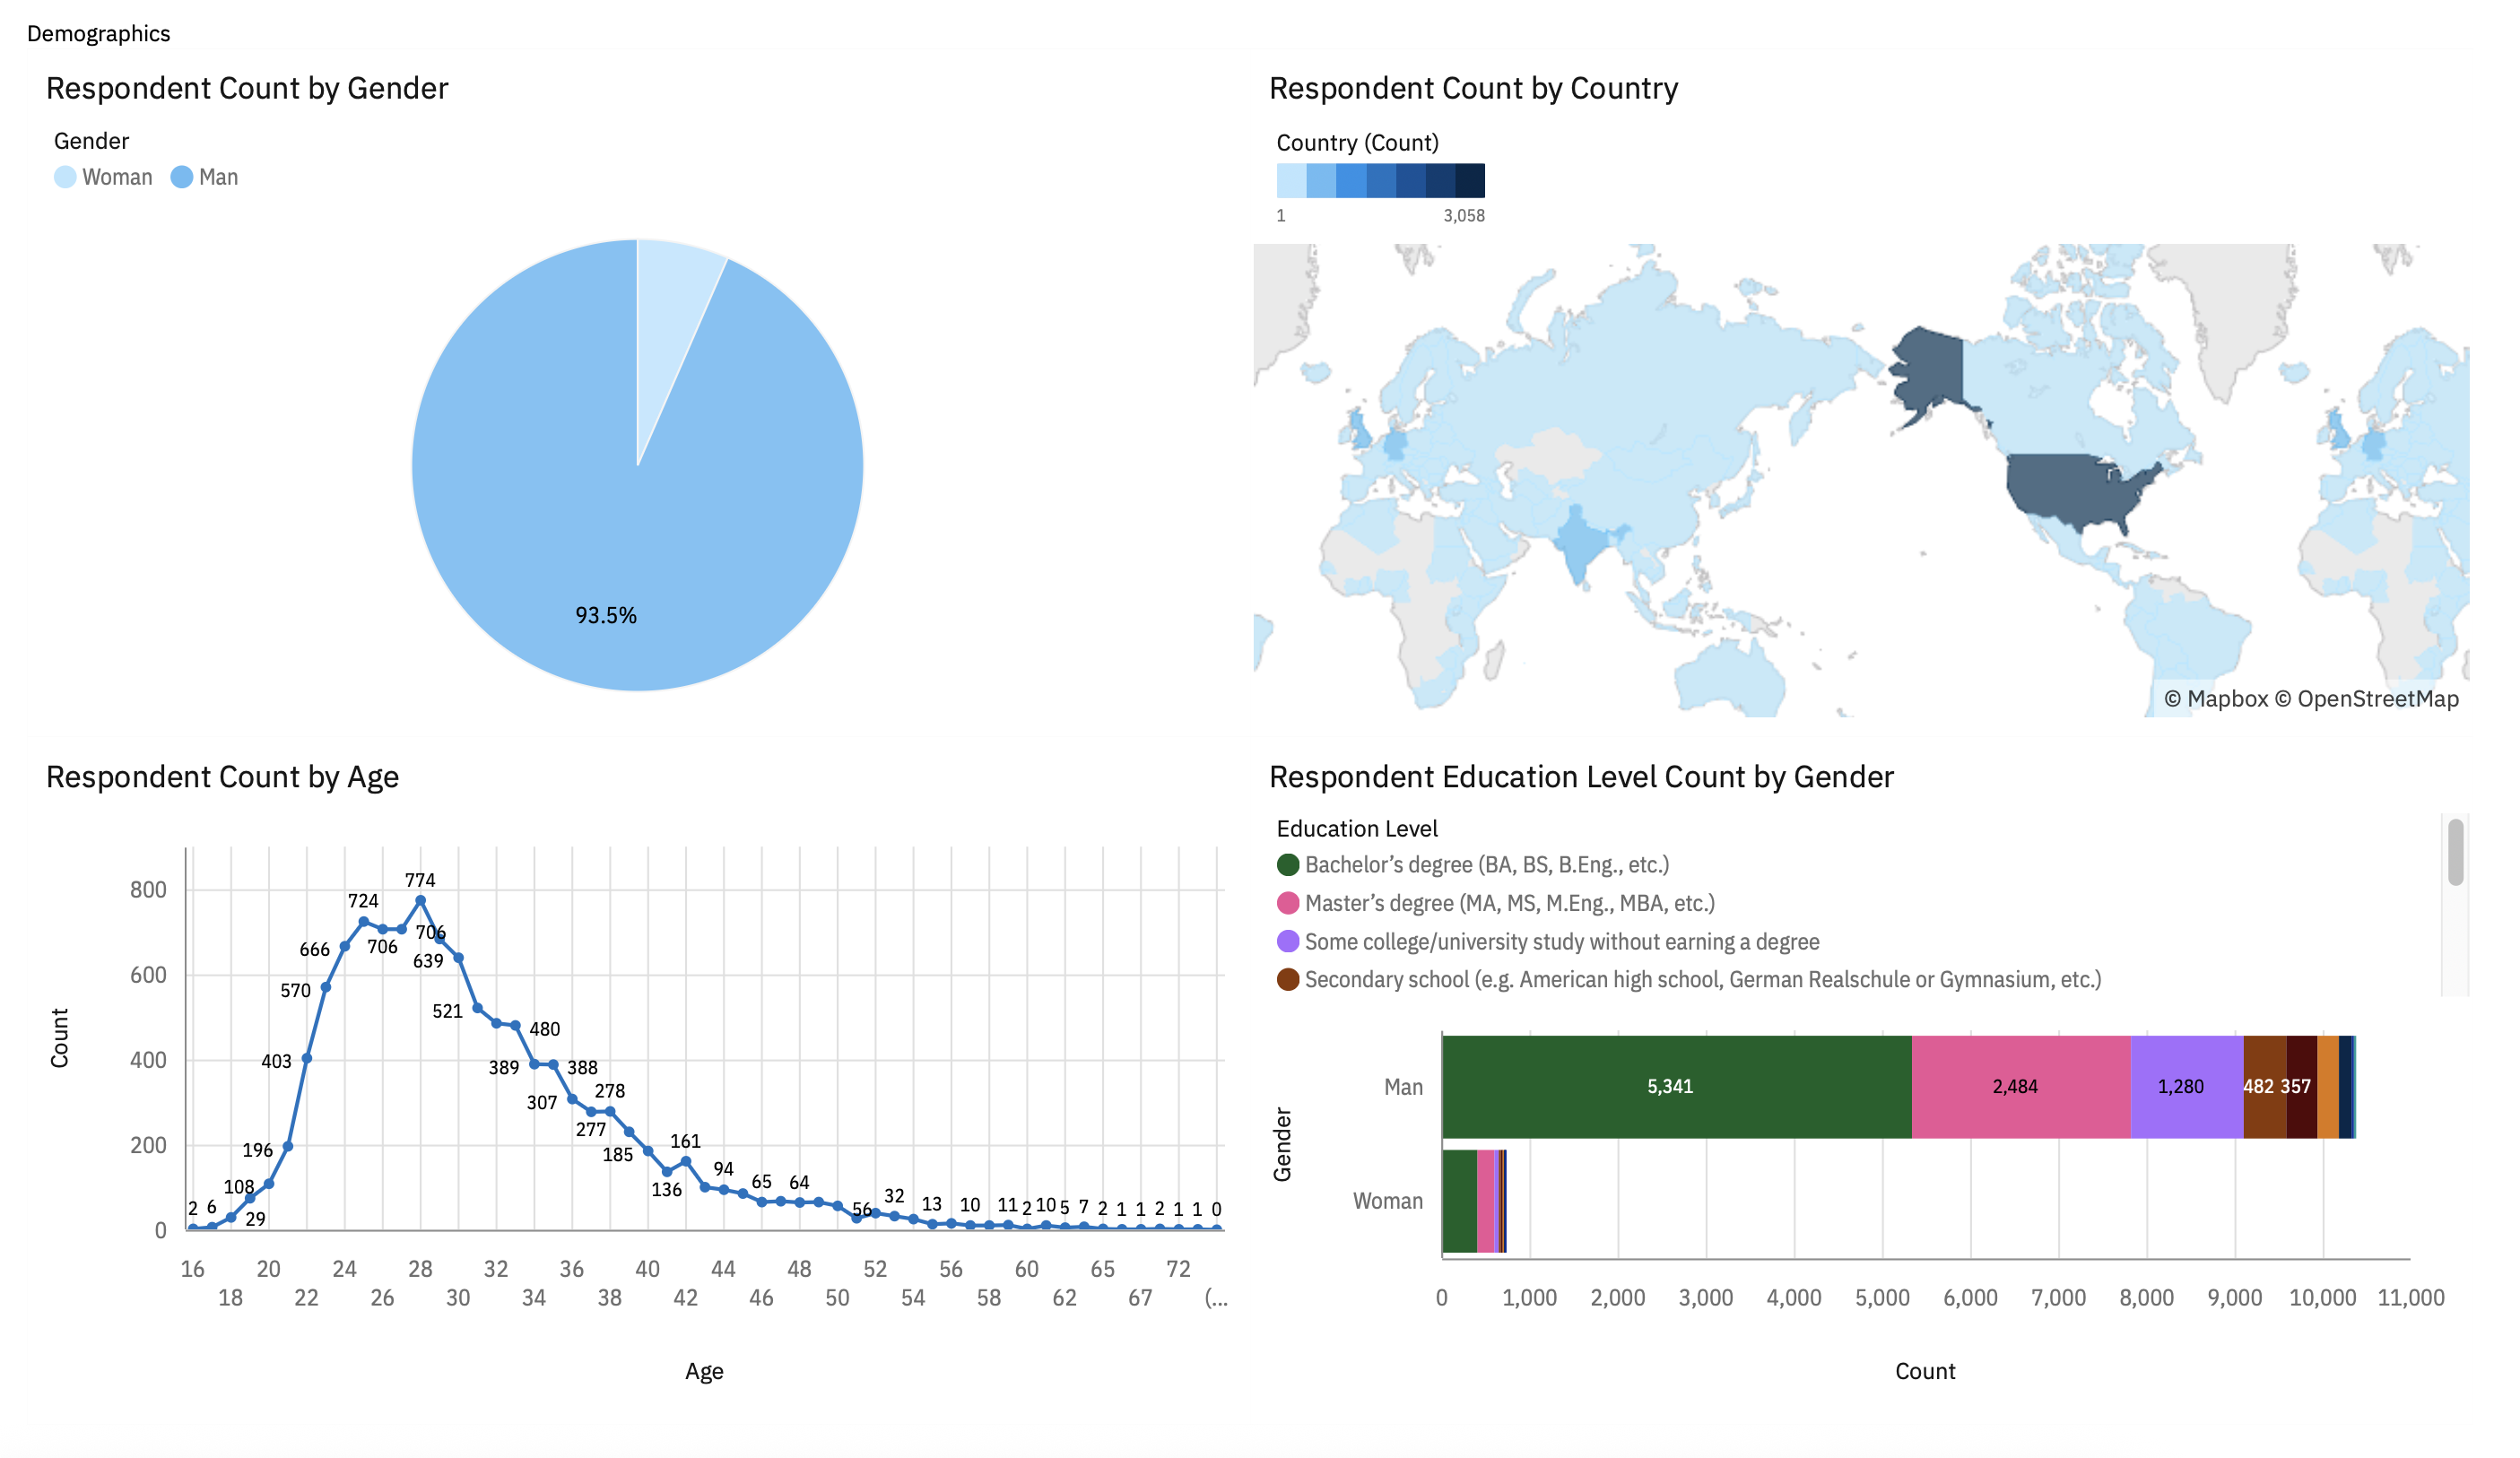 Demographics
Respondent Count by Gender
Gender
Woman Man
93.5%
Respondent Count by Country
Country (Count)
1 3,058
© Mapbox © OpenStreetMap
Respondent Count by Age
Count
800
600
400
200
0
2 6 29 108 196 403 570 666 724 706 706 774 639 521 480 389 388 307 277 278 185 136 161 94 65 64 56 32 13 10 11 2 10 5 7 2 1 1 2 1 1 0
16 20 24 28 32 36 40 44 48 52 56 60 65 72
18 22 26 30 34 38 42 46 50 54 58 62 67 (...
Age
Respondent Education Level Count by Gender
Education Level
Bachelor’s degree (BA, BS, B.Eng., etc.)
Master’s degree (MA, MS, M.Eng., MBA, etc.)
Some college/university study without earning a degree
Secondary school (e.g. American high school, German Realschule or Gymnasium, etc.)
Gender
Man 5,341 2,484 1,280 482 357
Woman
0 1,000 2,000 3,000 4,000 5,000 6,000 7,000 8,000 9,000 10,000 11,000
Count